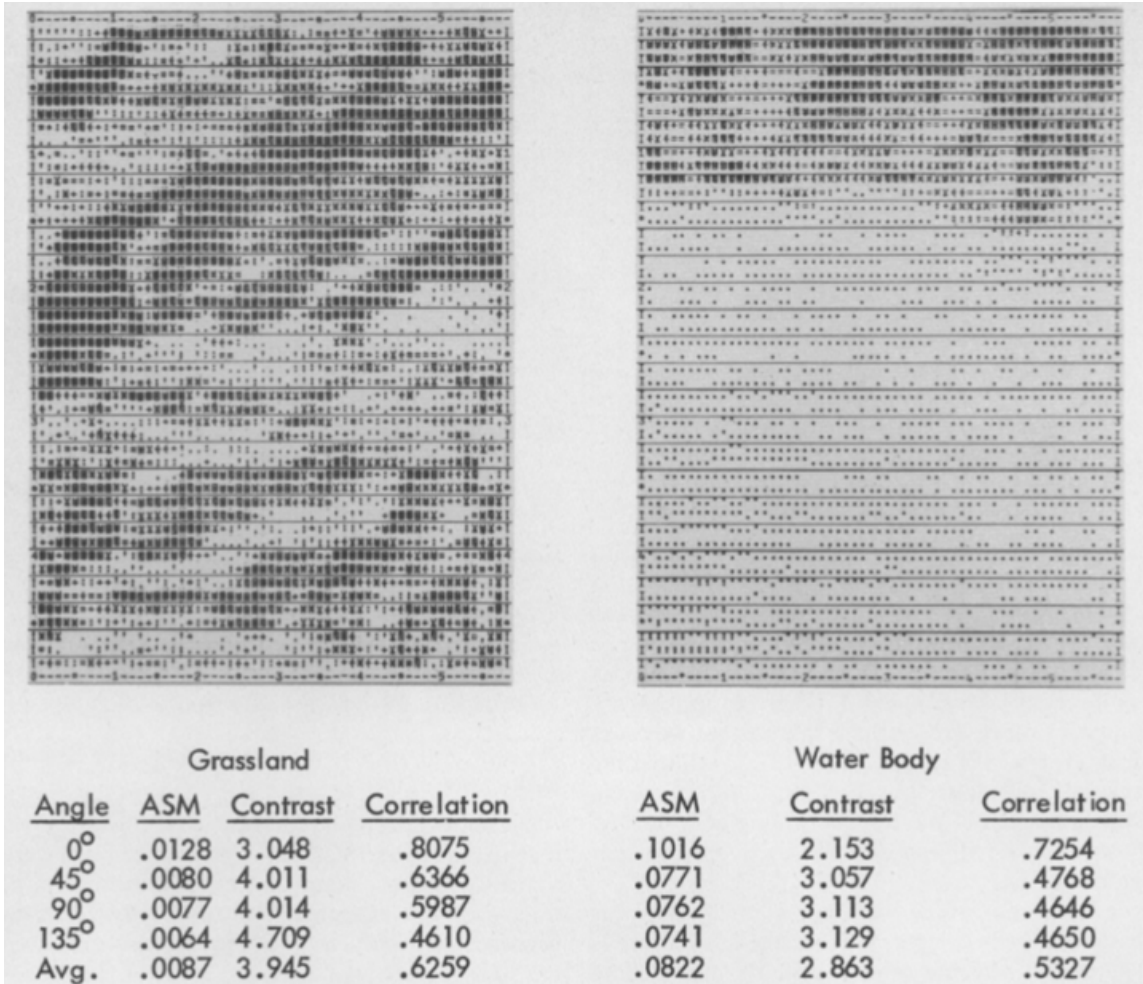 Grassland
Angle ASM Contrast Correlation
0° .0128 3.048 .8075
45° .0080 4.011 .6366
90° .0077 4.014 .5987
135° .0064 4.709 .4610
Avg. .0087 3.945 .6259
Water Body
ASM Contrast Correlation
.1016 2.153 .7254
.0771 3.057 .4768
.0762 3.113 .4646
.0741 3.129 .4650
.0822 2.863 .5327